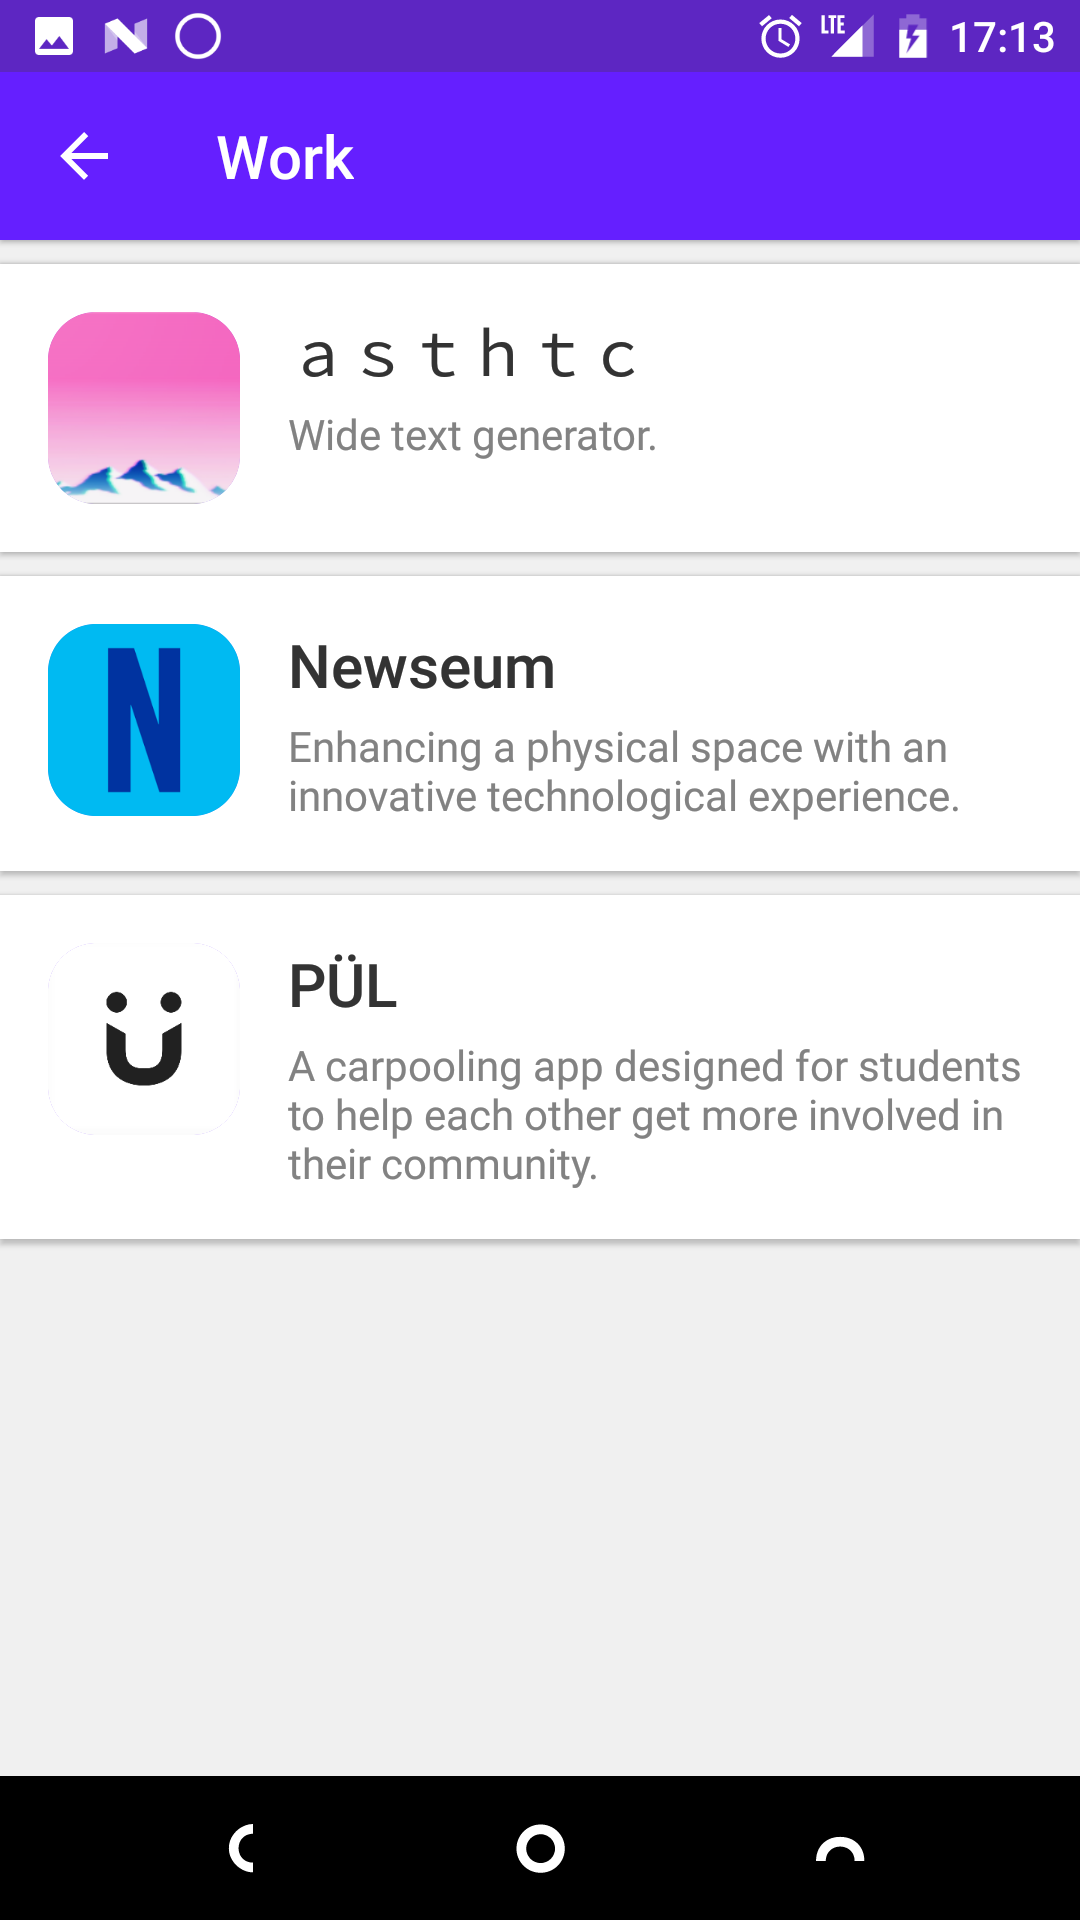 LTE 17:13
Work
ａｓｔｈｔｃ
Wide text generator.
N
Newseum
Enhancing a physical space with an
innovative technological experience.
PÜL
A carpooling app designed for students
to help each other get more involved in
their community.